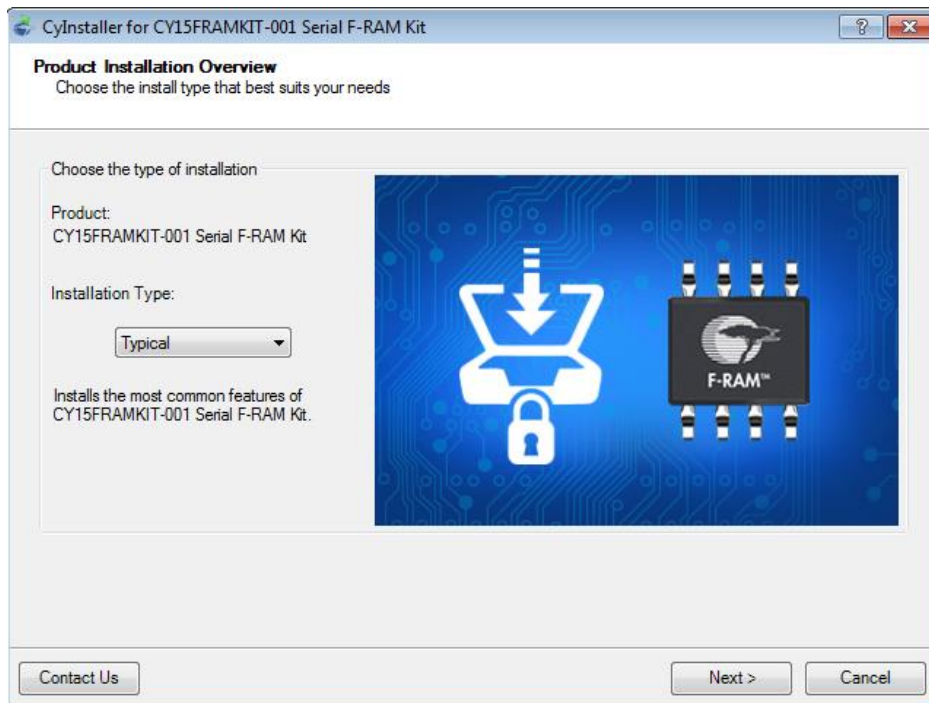 CyInstaller for CY15FRAMKIT-001 Serial F-RAM Kit
Product Installation Overview
Choose the install type that best suits your needs
Choose the type of installation
Product:
CY15FRAMKIT-001 Serial F-RAM Kit
Installation Type:
Typical
Installs the most common features of
CY15FRAMKIT-001 Serial F-RAM Kit.
F-RAM™
Contact Us
Next >
Cancel